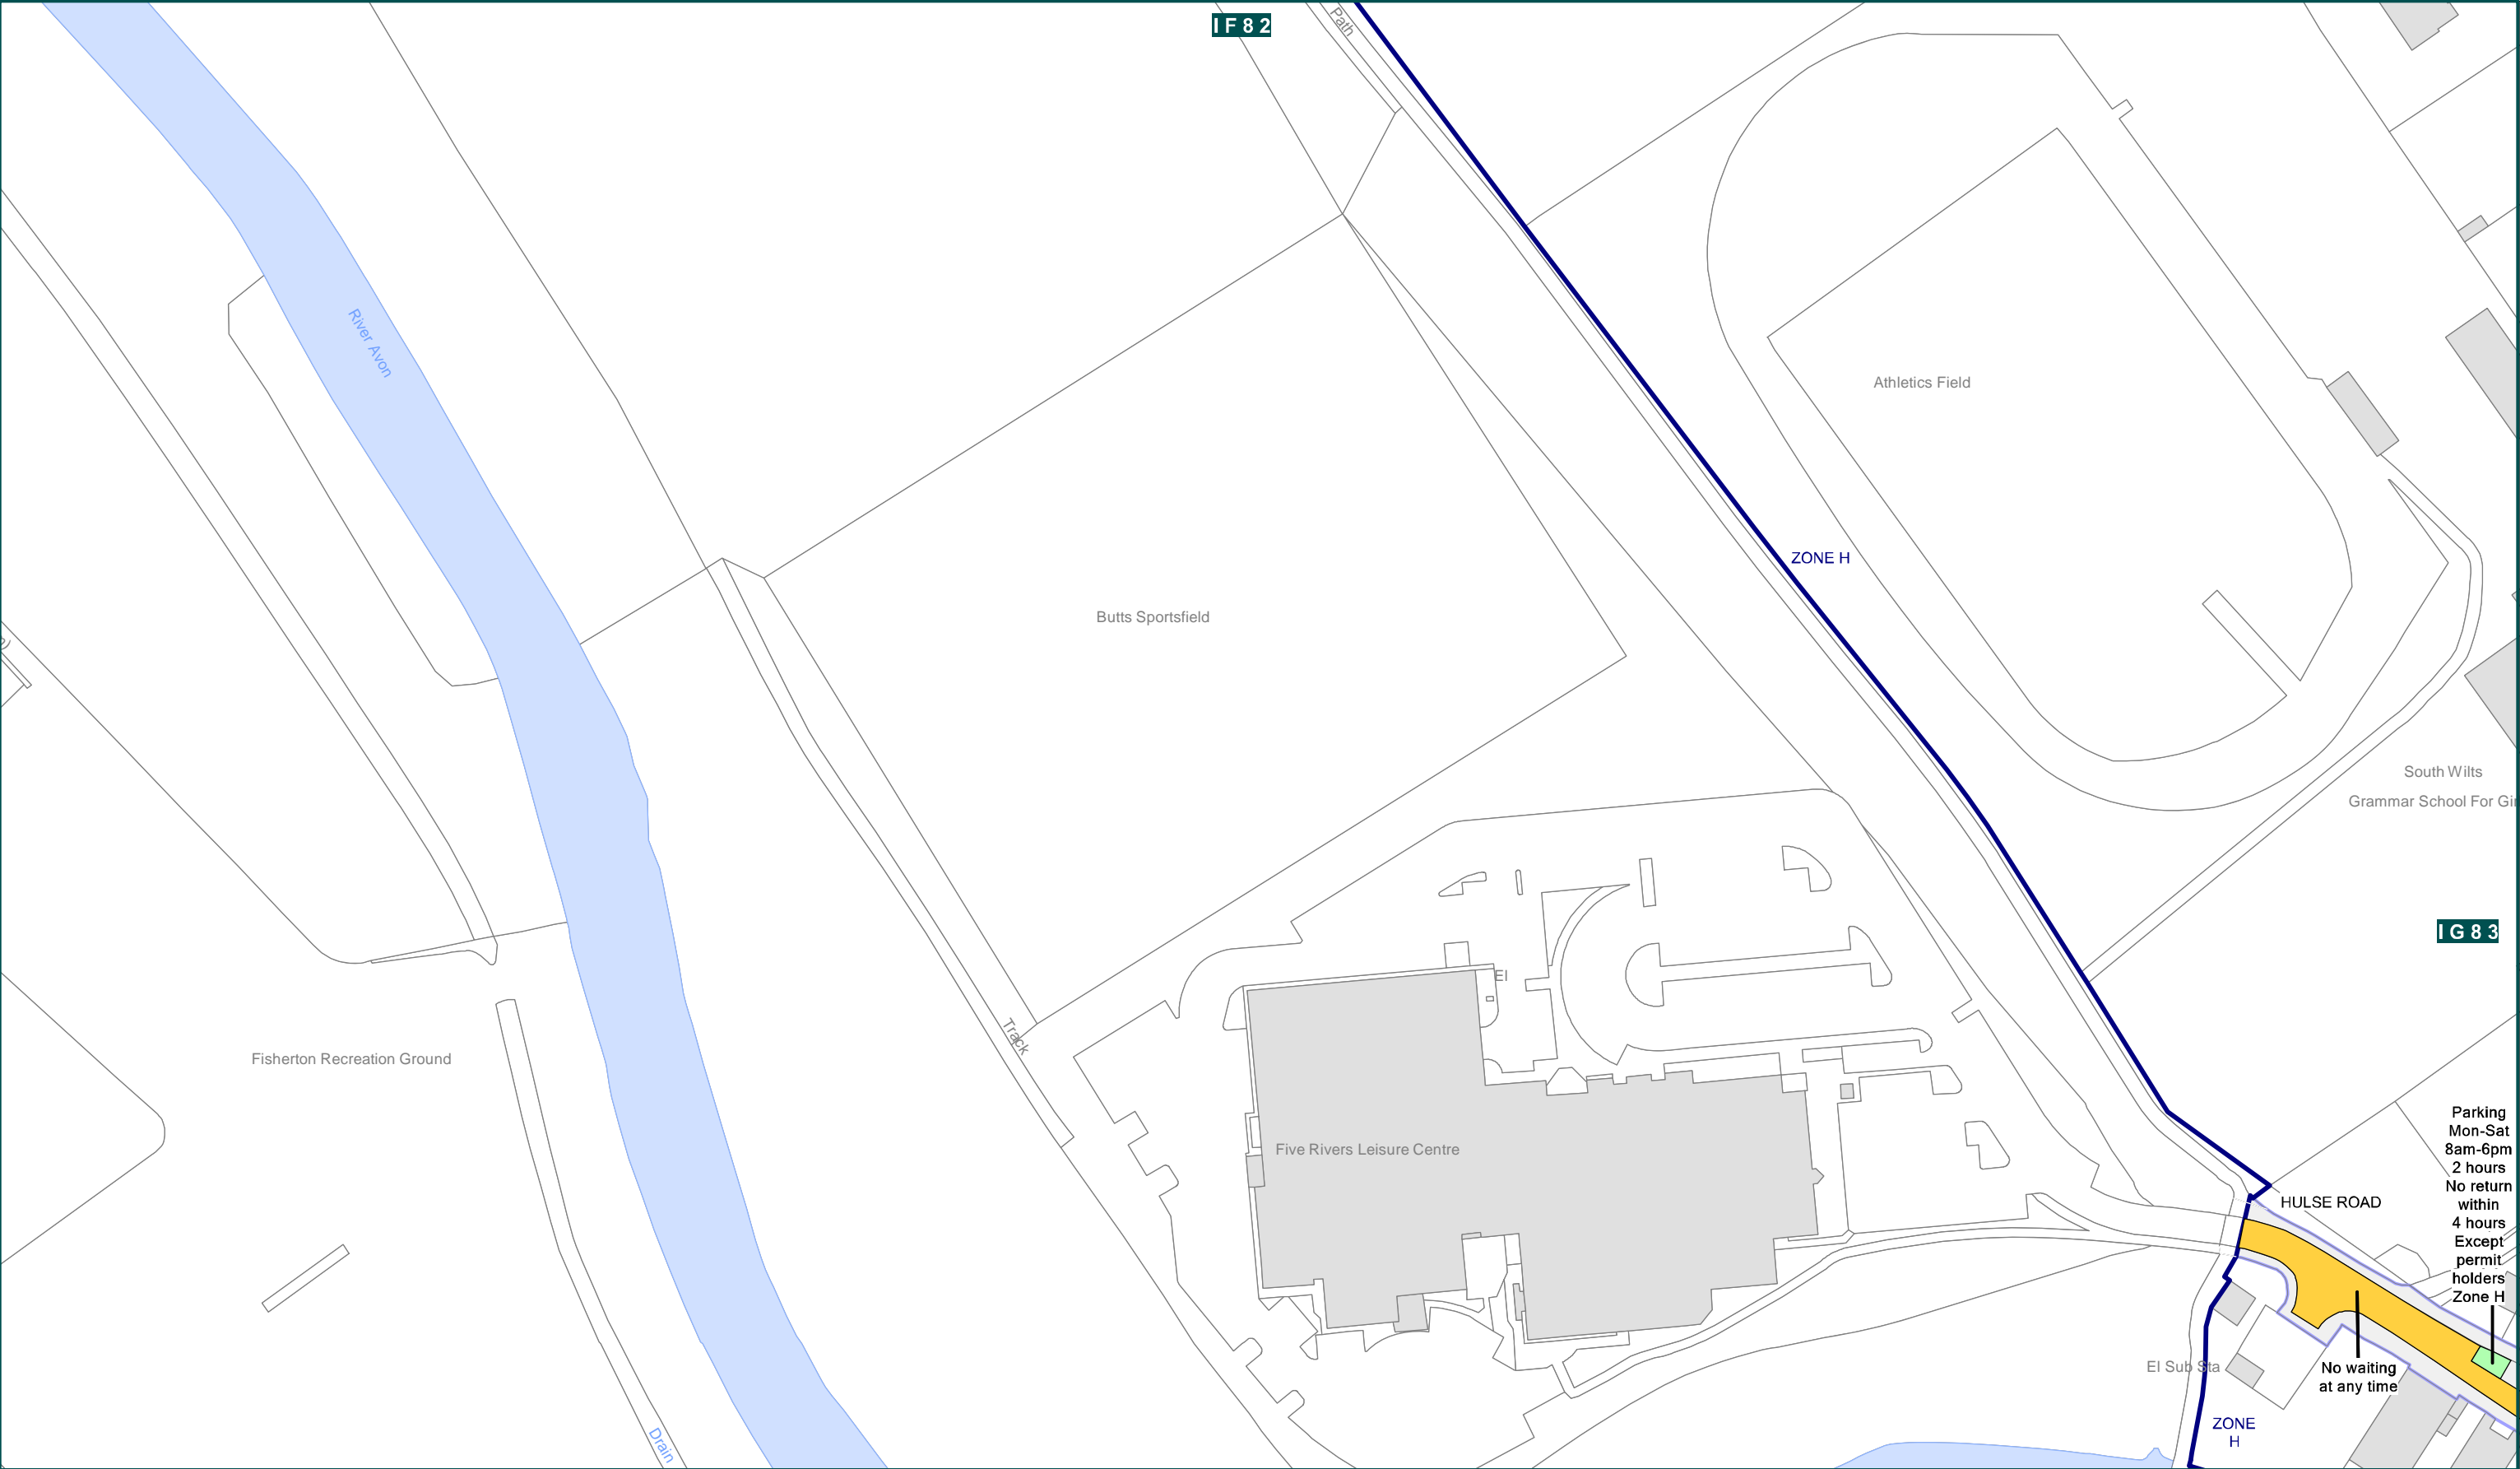 IF82
Path
River Avon
Athletics Field
ZONE H
Butts Sportsfield
South Wilts
Grammar School For Gir
IG83
El
Track
Fisherton Recreation Ground
Five Rivers Leisure Centre
Parking
Mon-Sat
8am-6pm
2 hours
No return
within
4 hours
Except
permit
holders
Zone H
HULSE ROAD
El Sub Sta
No waiting
at any time
ZONE
H
Drain